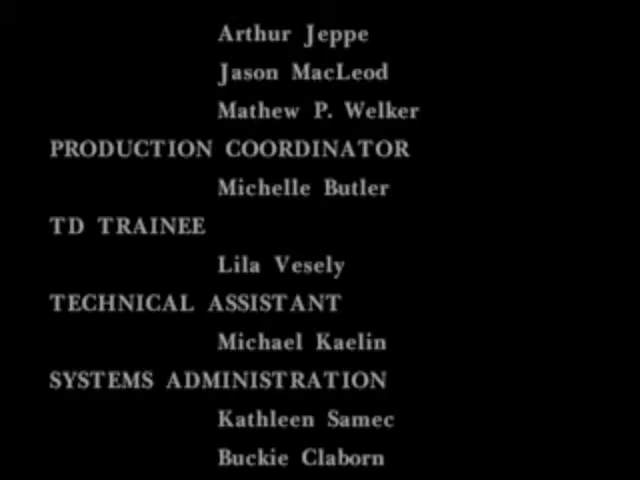 Arthur Jeppe
Jason MacLeod
Mathew P. Welker
PRODUCTION COORDINATOR
Michelle Butler
TD TRAINEE
Lila Vesely
TECHNICAL ASSISTANT
Michael Kaelin
SYSTEMS ADMINISTRATION
Kathleen Samec
Buckie Claborn